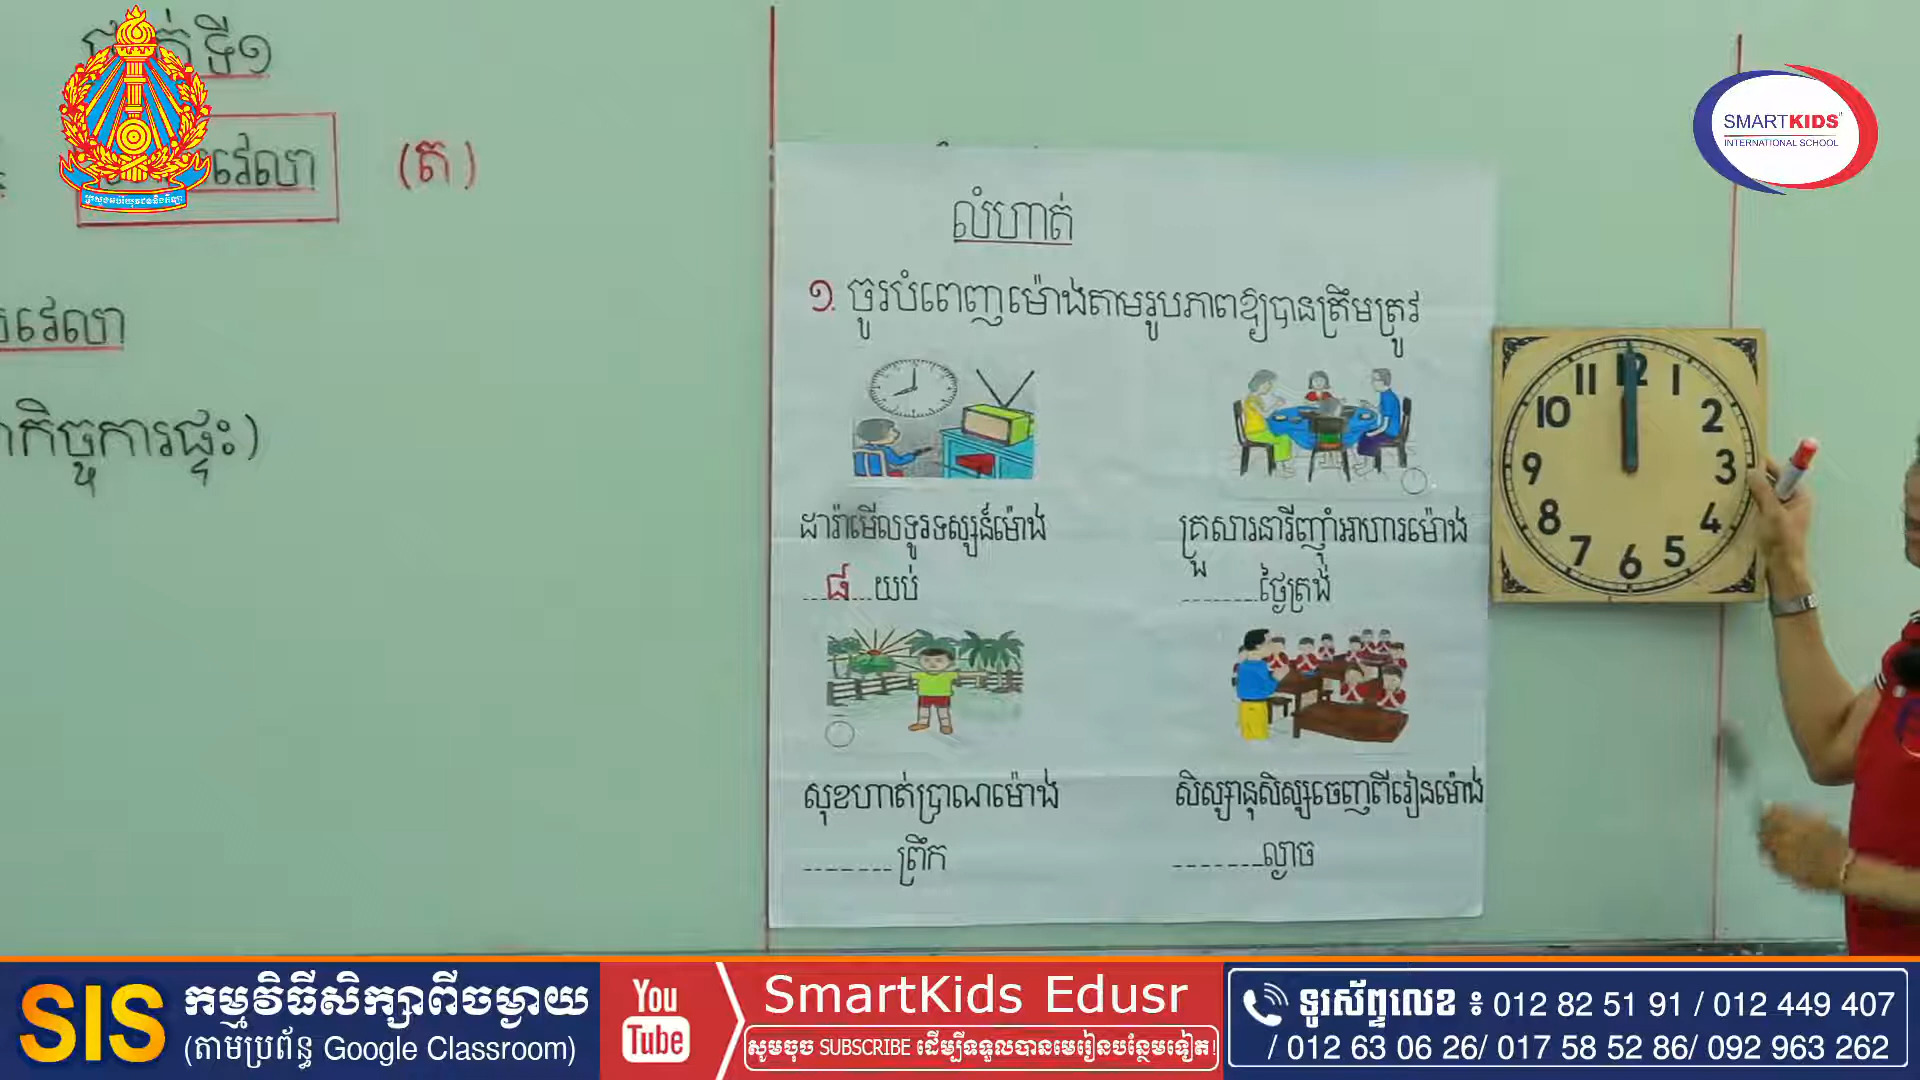 ទី១
វេលា
(ត)
វេលា
កិច្ចការផ្ទះ)
លំហាត់
១. ចូរបំពេញម៉ោងតាមរូបភាពឱ្យបានត្រឹមត្រូវ
ដារ៉ាមើលទូរទស្សន៍ម៉ោង
...៨...យប់
គ្រួសារនារីញ៉ាំអាហារម៉ោង
........ថ្ងៃត្រង់
សុខហាត់ប្រាណម៉ោង
........ព្រឹក
សិស្សានុសិស្សចេញពីរៀនម៉ោង
........ល្ងាច
12
1
2
3
4
5
6
7
8
9
10
11
SMARTKIDS
INTERNATIONAL SCHOOL
SIS
កម្មវិធីសិក្សាពីចម្ងាយ
(តាមប្រព័ន្ធ Google Classroom)
You
Tube
SmartKids Edusr
សូមចុច SUBSCRIBE ដើម្បីទទួលបានមេរៀនបន្ថែមទៀត!
ទូរស័ព្ទលេខ ៖ 012 82 51 91 / 012 449 407
/ 012 63 06 26/ 017 58 52 86/ 092 963 262